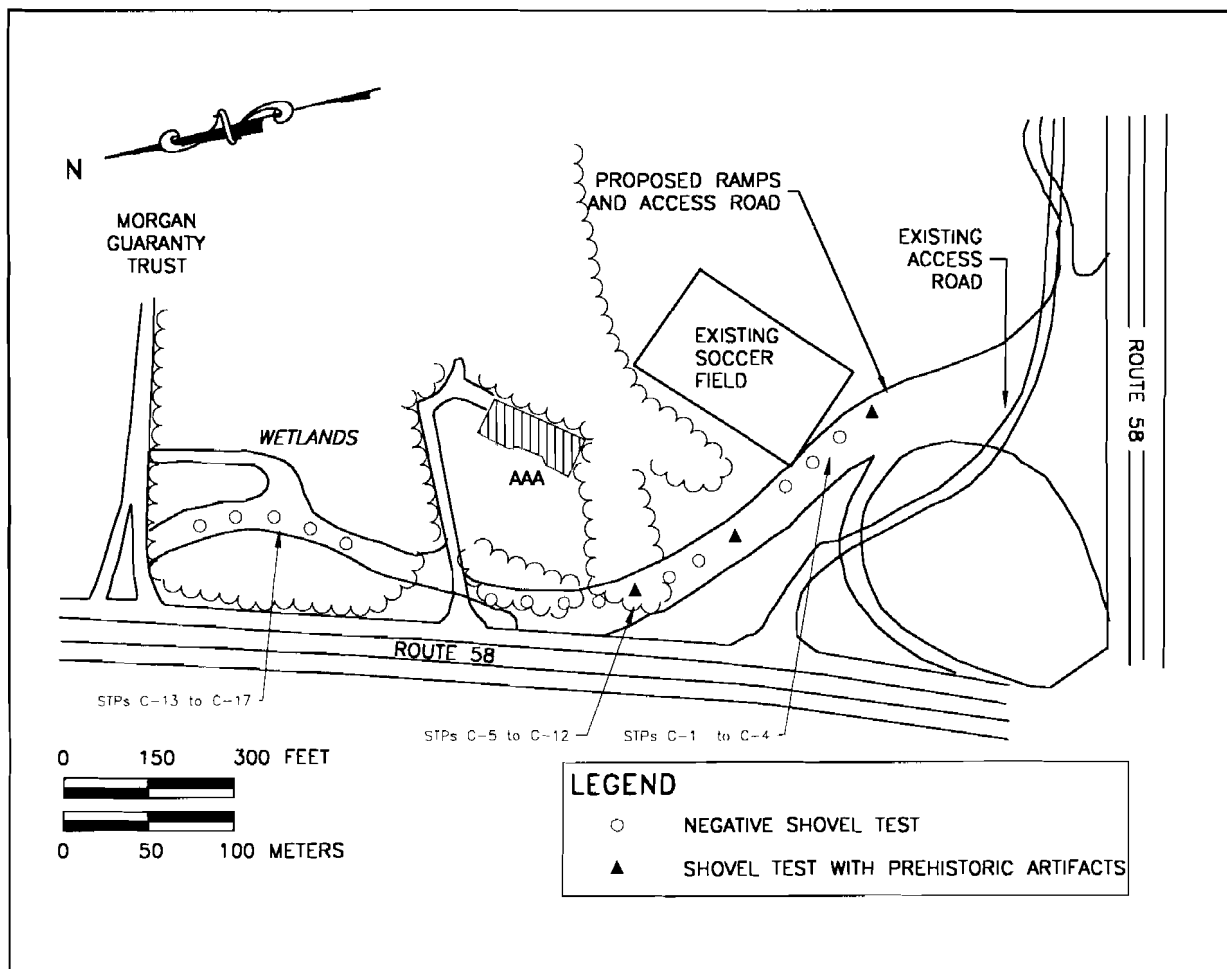 N
MORGAN
GUARANTY
TRUST
PROPOSED RAMPS
AND ACCESS ROAD
EXISTING
ACCESS
ROAD
EXISTING
SOCCER
FIELD
ROUTE 58
WETLANDS
AAA
ROUTE 58
STPs C-13 to C-17
STPs C-5 to C-12
STPs C-1 to C-4
0 150 300 FEET
0 50 100 METERS
LEGEND
NEGATIVE SHOVEL TEST
SHOVEL TEST WITH PREHISTORIC ARTIFACTS